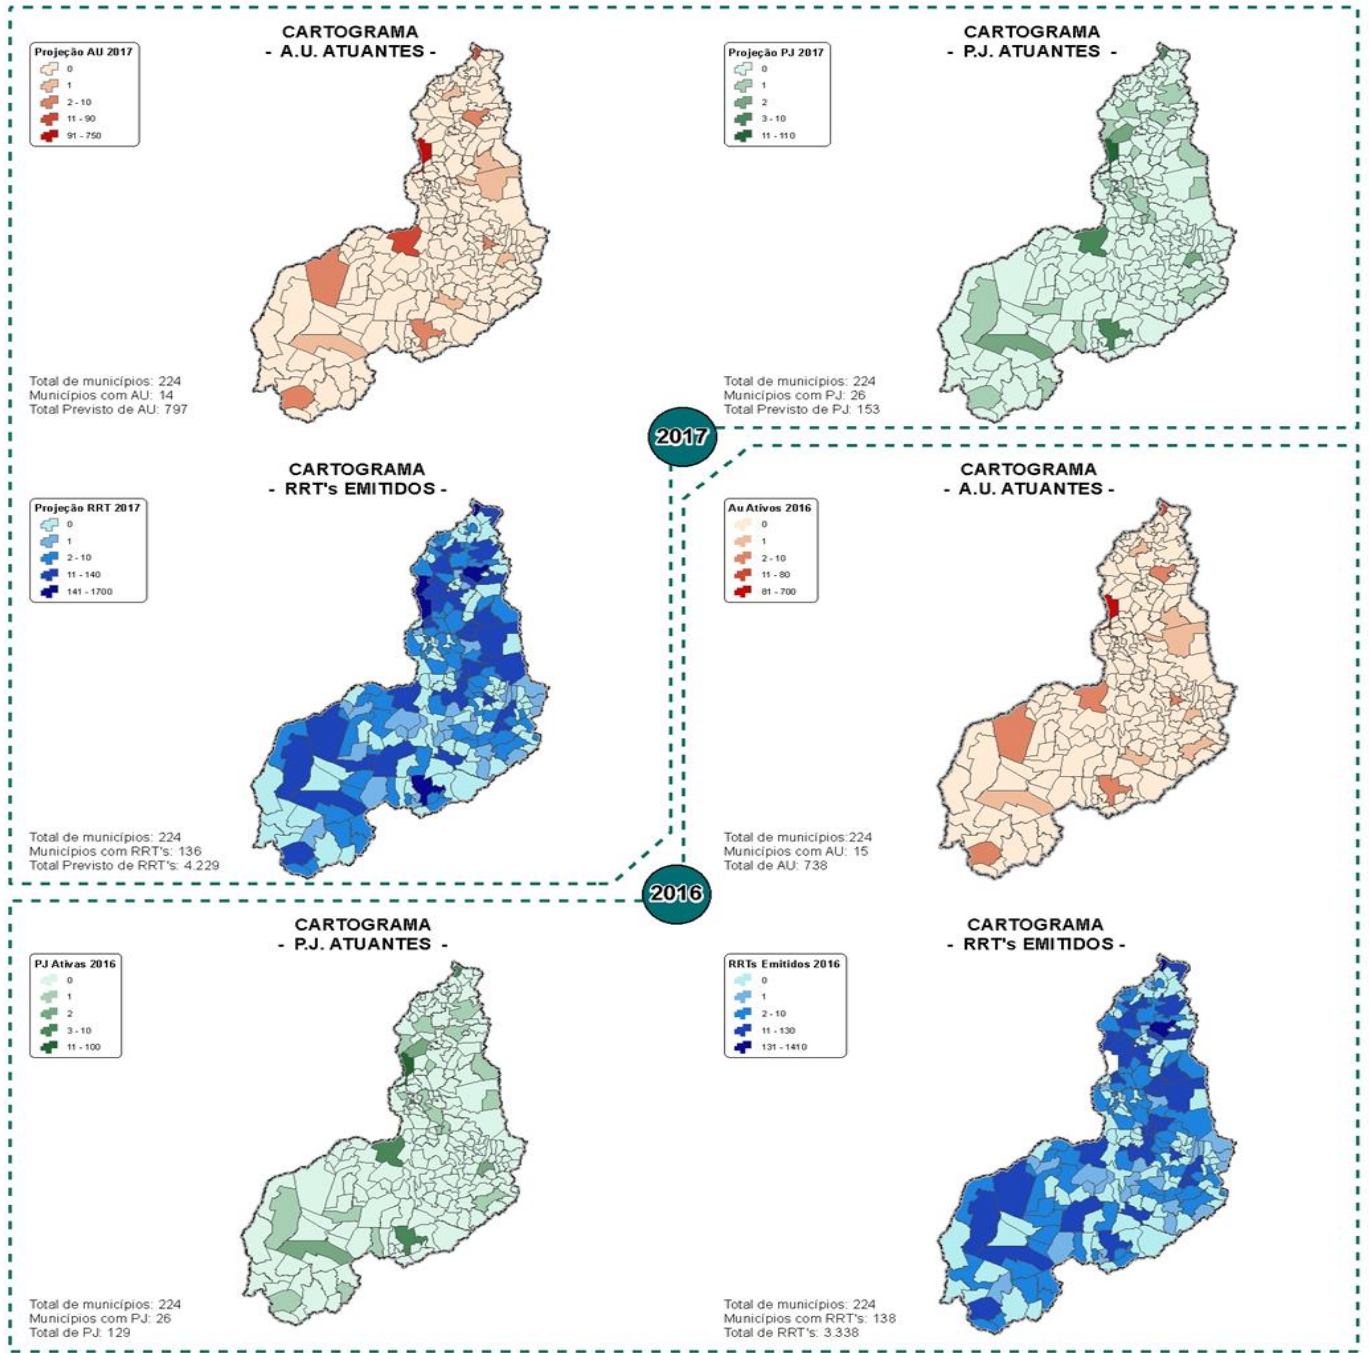 CARTOGRAMA
- A.U. ATUANTES -
Projeção AU 2017
0
1
2 - 10
11 - 90
91 - 750
Total de municípios: 224
Municípios com AU: 14
Total Previsto de AU: 797
CARTOGRAMA
- P.J. ATUANTES -
Projeção PJ 2017
0
1
2
3 - 10
11 - 110
Total de municípios: 224
Municípios com PJ: 26
Total Previsto de PJ: 153
2017
CARTOGRAMA
- RRT's EMITIDOS -
Projeção RRT 2017
0
1
2 - 10
11 - 140
141 - 1700
Total de municípios: 224
Municípios com RRT's: 136
Total Previsto de RRT's: 4.229
CARTOGRAMA
- A.U. ATUANTES -
Au Ativos 2016
0
1
2 - 10
11 - 80
81 - 700
Total de municípios:224
Municípios com AU: 15
Total de AU: 738
2016
CARTOGRAMA
- P.J. ATUANTES -
PJ Ativas 2016
0
1
2
3 - 10
11 - 100
Total de municípios: 224
Municípios com PJ: 26
Total de PJ: 129
CARTOGRAMA
- RRT's EMITIDOS -
RRTs Emitidos 2016
0
1
2 - 10
11 - 130
131 - 1410
Total de municípios: 224
Municípios com RRT's: 138
Total de RRT's: 3.338